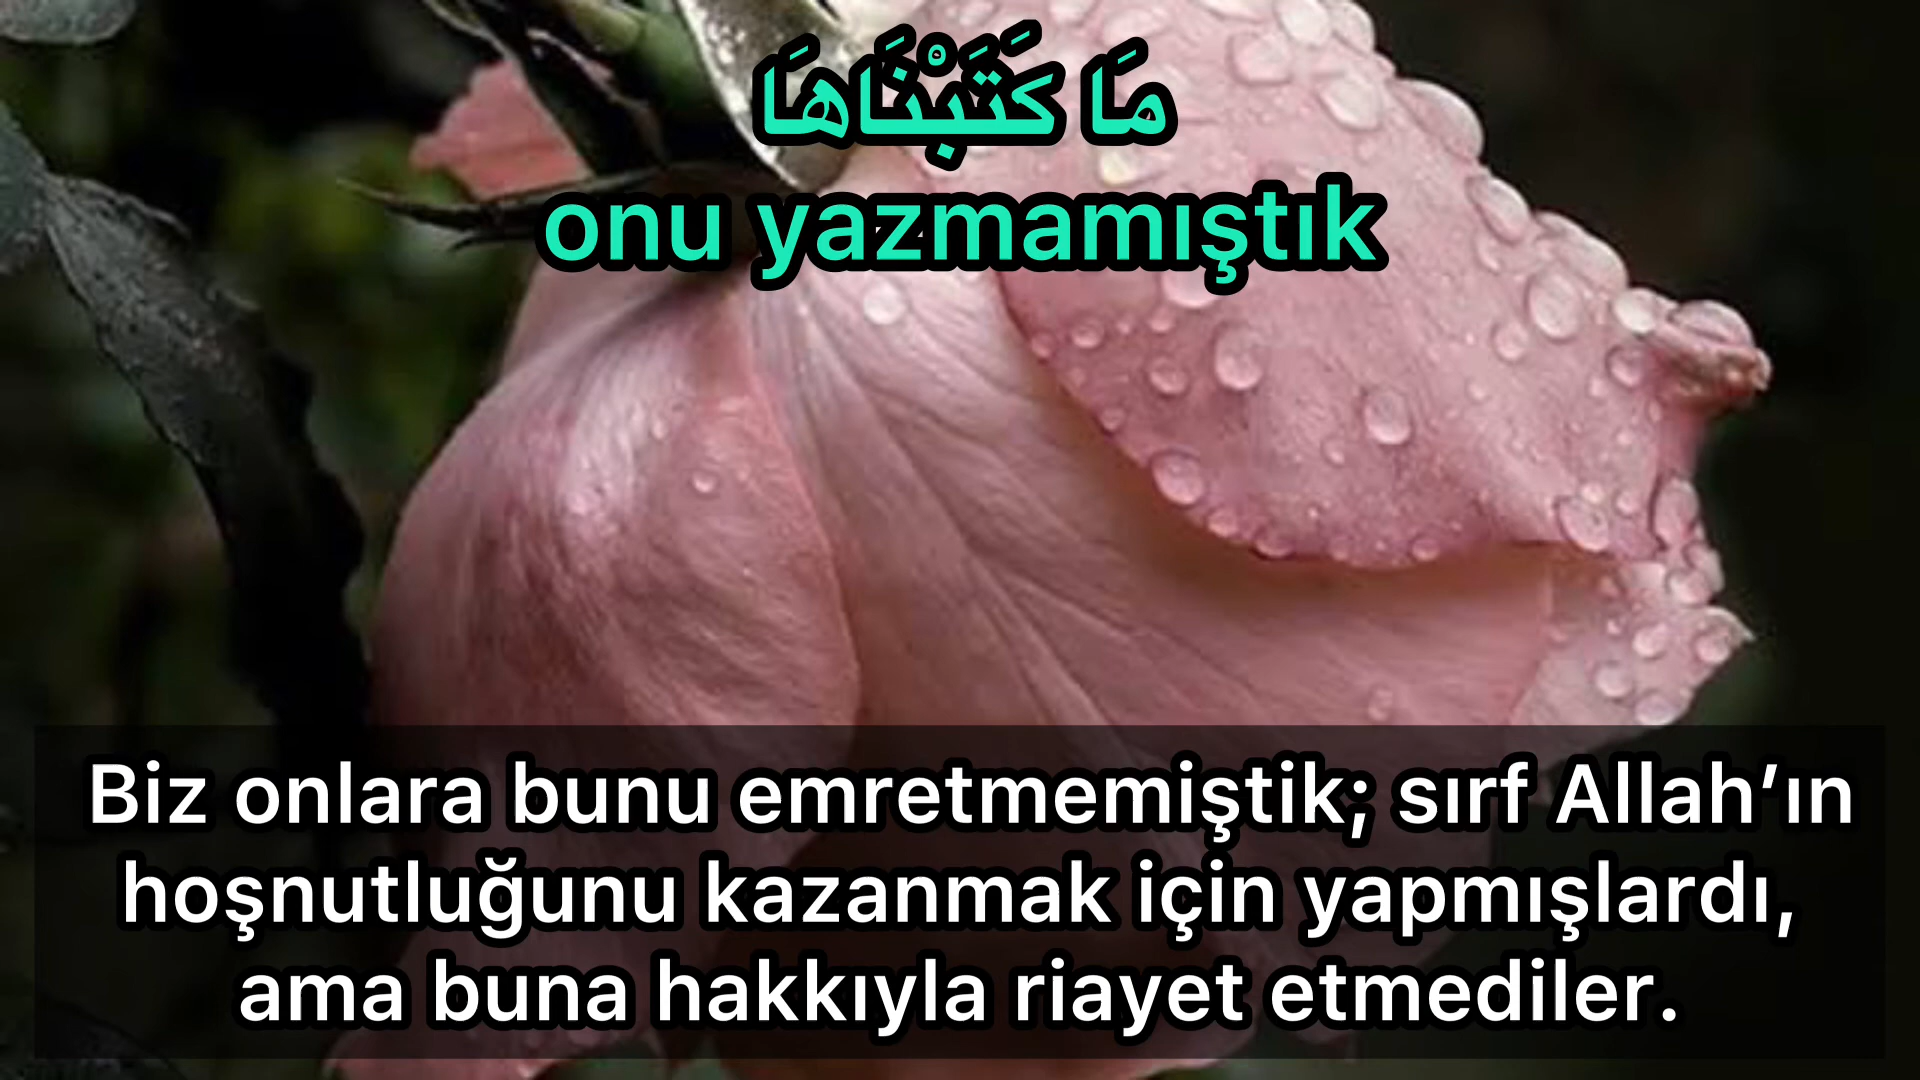 مَا كَتَبْنَاهَا
onu yazmamıştık
Biz onlara bunu emretmemiştik; sırf Allah’ın
hoşnutluğunu kazanmak için yapmışlardı,
ama buna hakkıyla riayet etmediler.